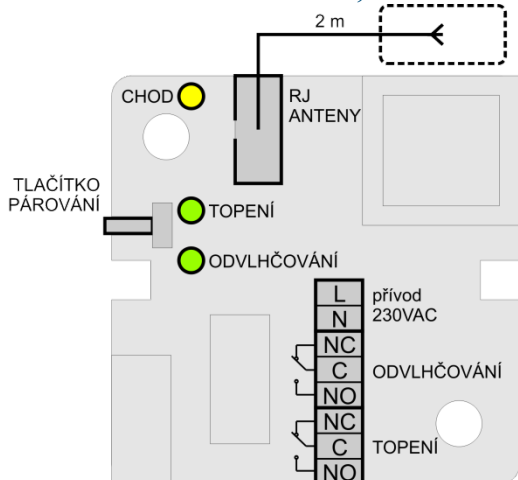 2 m
CHOD
RJ
ANTENY
TLAČÍTKO
PÁROVÁNÍ
TOPENÍ
ODVLHČOVÁNÍ
L
přívod
N
230VAC
NC
C
ODVLHČOVÁNÍ
NO
NC
C
TOPENÍ
NO